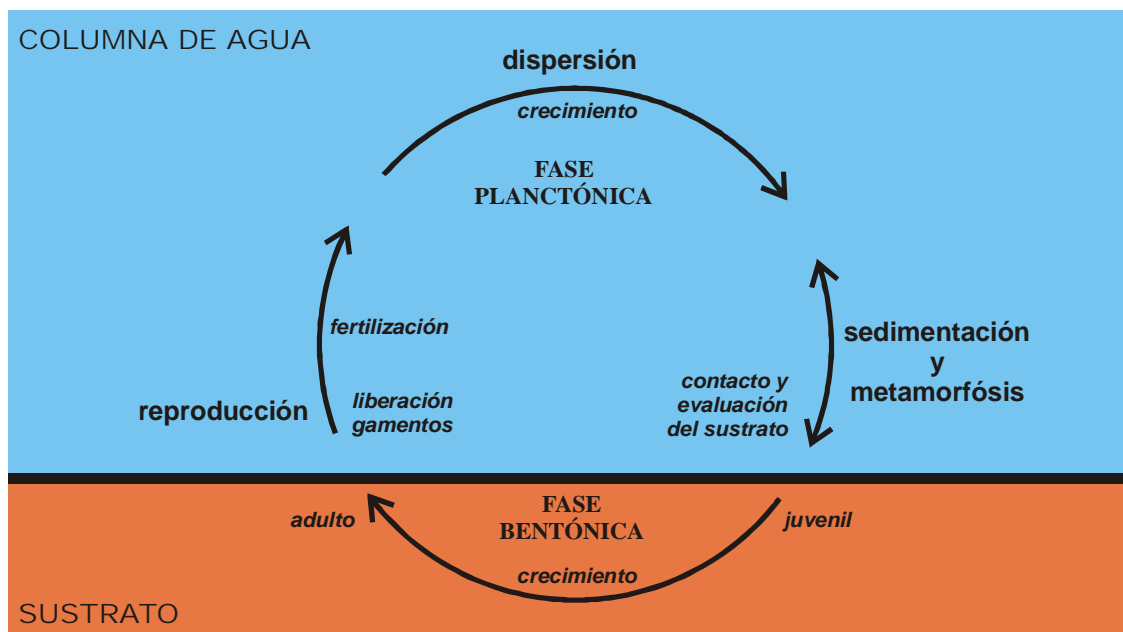 COLUMNA DE AGUA
dispersión
crecimiento
FASE
PLANCTÓNICA
fertilización
sedimentación
y
metamorfósis
contacto y
evaluación
del sustrato
reproducción
liberación
gamentos
adulto
FASE
BENTÓNICA
juvenil
crecimiento
SUSTRATO